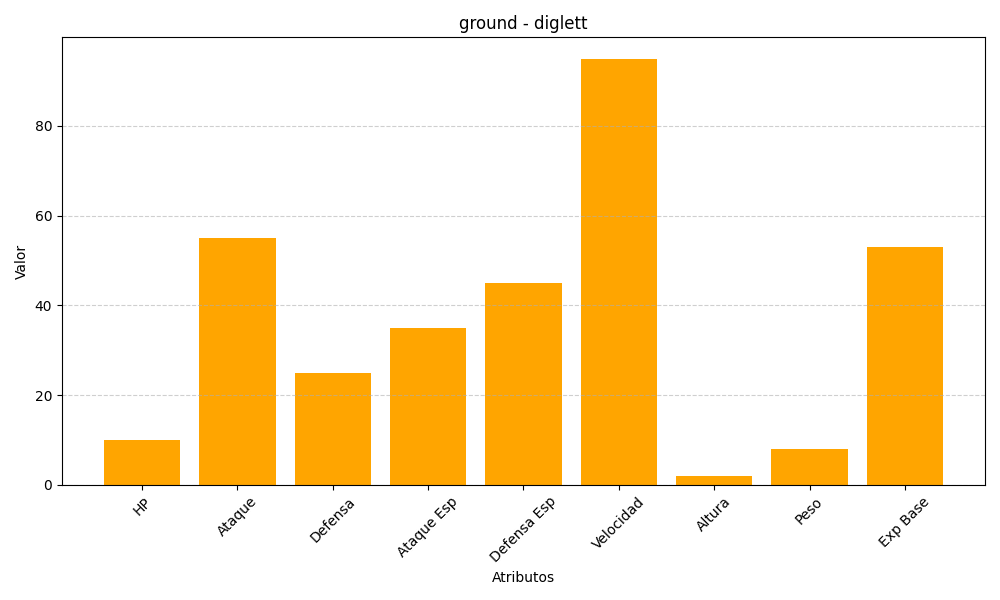 ground - diglett
Valor
80
60
40
20
0
HP
Ataque
Defensa
Ataque Esp
Defensa Esp
Velocidad
Altura
Peso
Exp Base
Atributos